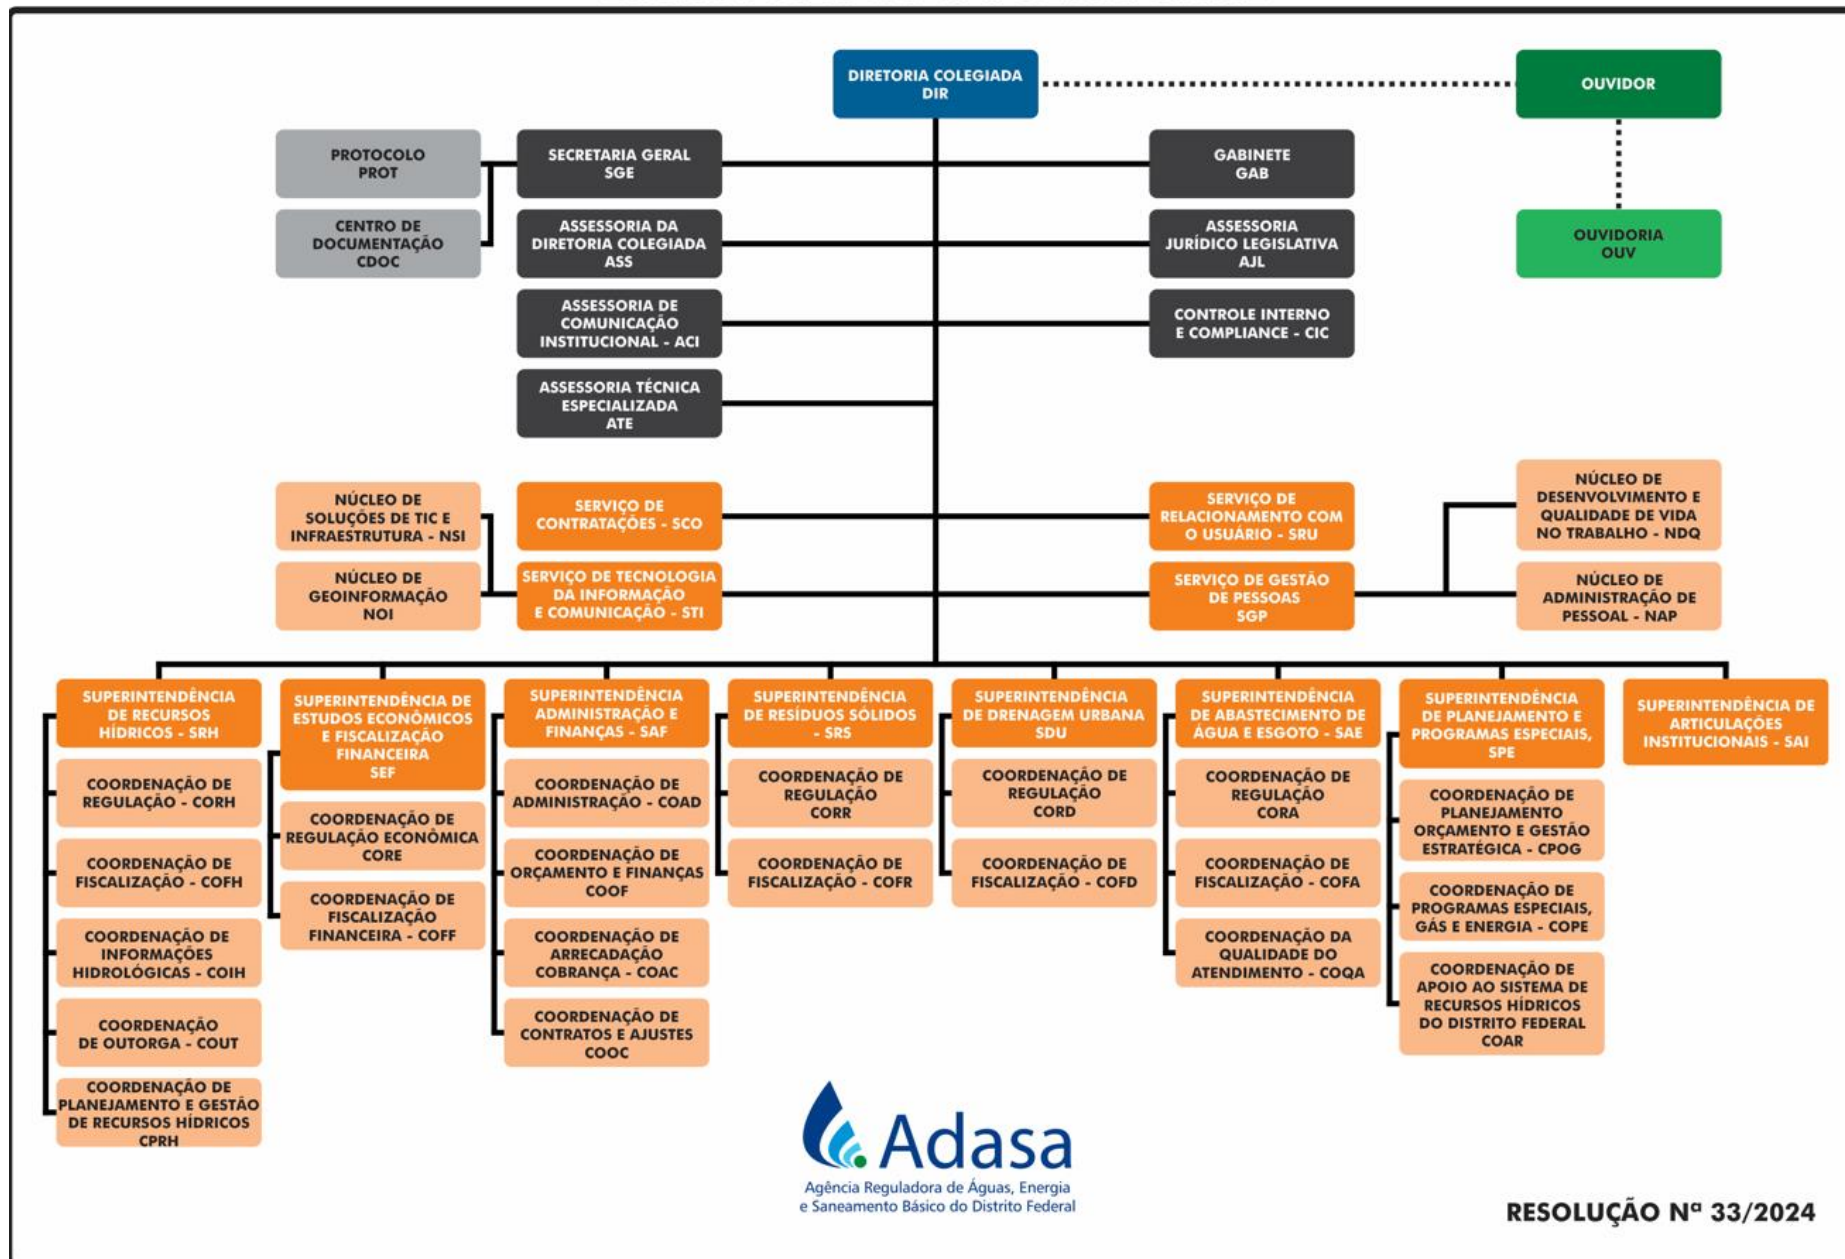 DIRETORIA COLEGIADA
DIR
OUVIDOR
PROTOCOLO
PROT
SECRETARIA GERAL
SGE
GABINETE
GAB
CENTRO DE
DOCUMENTAÇÃO
CDOC
ASSESSORIA DA
DIRETORIA COLEGIADA
ASS
ASSESSORIA
JURÍDICO LEGISLATIVA
AJL
OUVIDORIA
OUV
ASSESSORIA DE
COMUNICAÇÃO
INSTITUCIONAL - ACI
CONTROLE INTERNO
E COMPLIANCE - CIC
ASSESSORIA TÉCNICA
ESPECIALIZADA
ATE
NÚCLEO DE
SOLUÇÕES DE TIC E
INFRAESTRUTURA - NSI
SERVIÇO DE
CONTRATAÇÕES - SCO
SERVIÇO DE
RELACIONAMENTO COM
O USUÁRIO - SRU
NÚCLEO DE
DESENVOLVIMENTO E
QUALIDADE DE VIDA
NO TRABALHO - NDQ
NÚCLEO DE
GEOINFORMAÇÃO
NOI
SERVIÇO DE TECNOLOGIA
DA INFORMAÇÃO
E COMUNICAÇÃO - STI
SERVIÇO DE GESTÃO
DE PESSOAS
SGP
NÚCLEO DE
ADMINISTRAÇÃO DE
PESSOAL - NAP
SUPERINTENDÊNCIA
DE RECURSOS
HÍDRICOS - SRH
COORDENAÇÃO DE
REGULAÇÃO - CORH
COORDENAÇÃO DE
FISCALIZAÇÃO - COFH
COORDENAÇÃO DE
INFORMAÇÕES
HIDROLÓGICAS - COIH
COORDENAÇÃO
DE OUTORGA - COUT
COORDENAÇÃO DE
PLANEJAMENTO E GESTÃO
DE RECURSOS HÍDRICOS
CPRH
SUPERINTENDÊNCIA DE
ESTUDOS ECONÔMICOS
E FISCALIZAÇÃO
FINANCEIRA
SEF
COORDENAÇÃO DE
REGULAÇÃO ECONÔMICA
CORE
COORDENAÇÃO DE
FISCALIZAÇÃO
FINANCEIRA - COFF
SUPERINTENDÊNCIA
ADMINISTRAÇÃO E
FINANÇAS - SAF
COORDENAÇÃO DE
ADMINISTRAÇÃO - COAD
COORDENAÇÃO DE
ORÇAMENTO E FINANÇAS
COOF
COORDENAÇÃO DE
ARRECADAÇÃO
COBRANÇA - COAC
COORDENAÇÃO DE
CONTRATOS E AJUSTES
COOC
SUPERINTENDÊNCIA
DE RESÍDUOS SÓLIDOS
- SRS
COORDENAÇÃO DE
REGULAÇÃO
CORR
COORDENAÇÃO DE
FISCALIZAÇÃO - COFR
SUPERINTENDÊNCIA
DE DRENAGEM URBANA
SDU
COORDENAÇÃO DE
REGULAÇÃO
CORD
COORDENAÇÃO DE
FISCALIZAÇÃO - COFD
SUPERINTENDÊNCIA
DE ABASTECIMENTO DE
ÁGUA E ESGOTO - SAE
COORDENAÇÃO DE
REGULAÇÃO
CORA
COORDENAÇÃO DE
FISCALIZAÇÃO - COFA
COORDENAÇÃO DA
QUALIDADE DO
ATENDIMENTO - COQA
SUPERINTENDÊNCIA
DE PLANEJAMENTO E
PROGRAMAS ESPECIAIS,
SPE
COORDENAÇÃO DE
PLANEJAMENTO
ORÇAMENTO E GESTÃO
ESTRATÉGICA - CPOG
COORDENAÇÃO DE
PROGRAMAS ESPECIAIS,
GÁS E ENERGIA - COPE
COORDENAÇÃO DE
APOIO AO SISTEMA DE
RECURSOS HÍDRICOS
DO DISTRITO FEDERAL
COAR
SUPERINTENDÊNCIA DE
ARTICULAÇÕES
INSTITUCIONAIS - SAI
Adasa
Agência Reguladora de Águas, Energia
e Saneamento Básico do Distrito Federal
RESOLUÇÃO Nª 33/2024